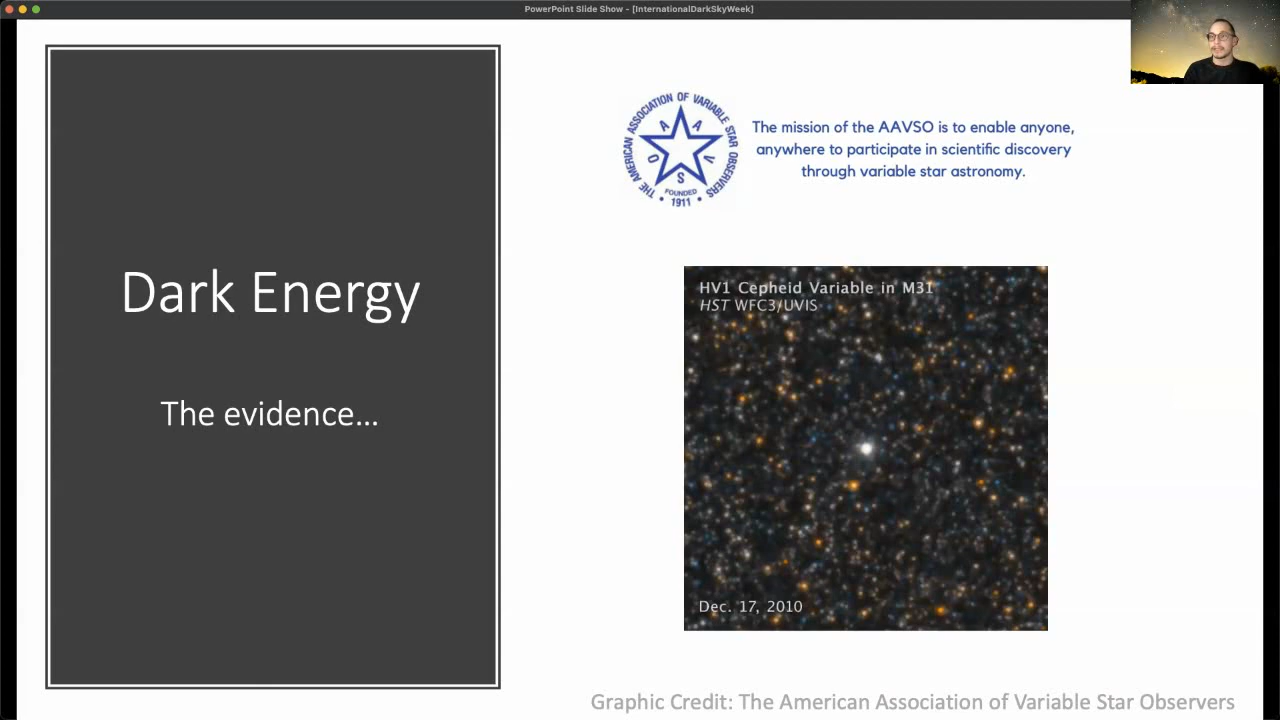 PowerPoint Slide Show - [InternationalDarkSkyWeek]
Dark Energy
The evidence...
THE AMERICAN ASSOCIATION OF VARIABLE STAR OBSERVERS
A A V S O
FOUNDED
• 1911 •
The mission of the AAVSO is to enable anyone,
anywhere to participate in scientific discovery
through variable star astronomy.
HV1 Cepheid Variable in M31
HST WFC3/UVIS
Dec. 17, 2010
Graphic Credit: The American Association of Variable Star Observers